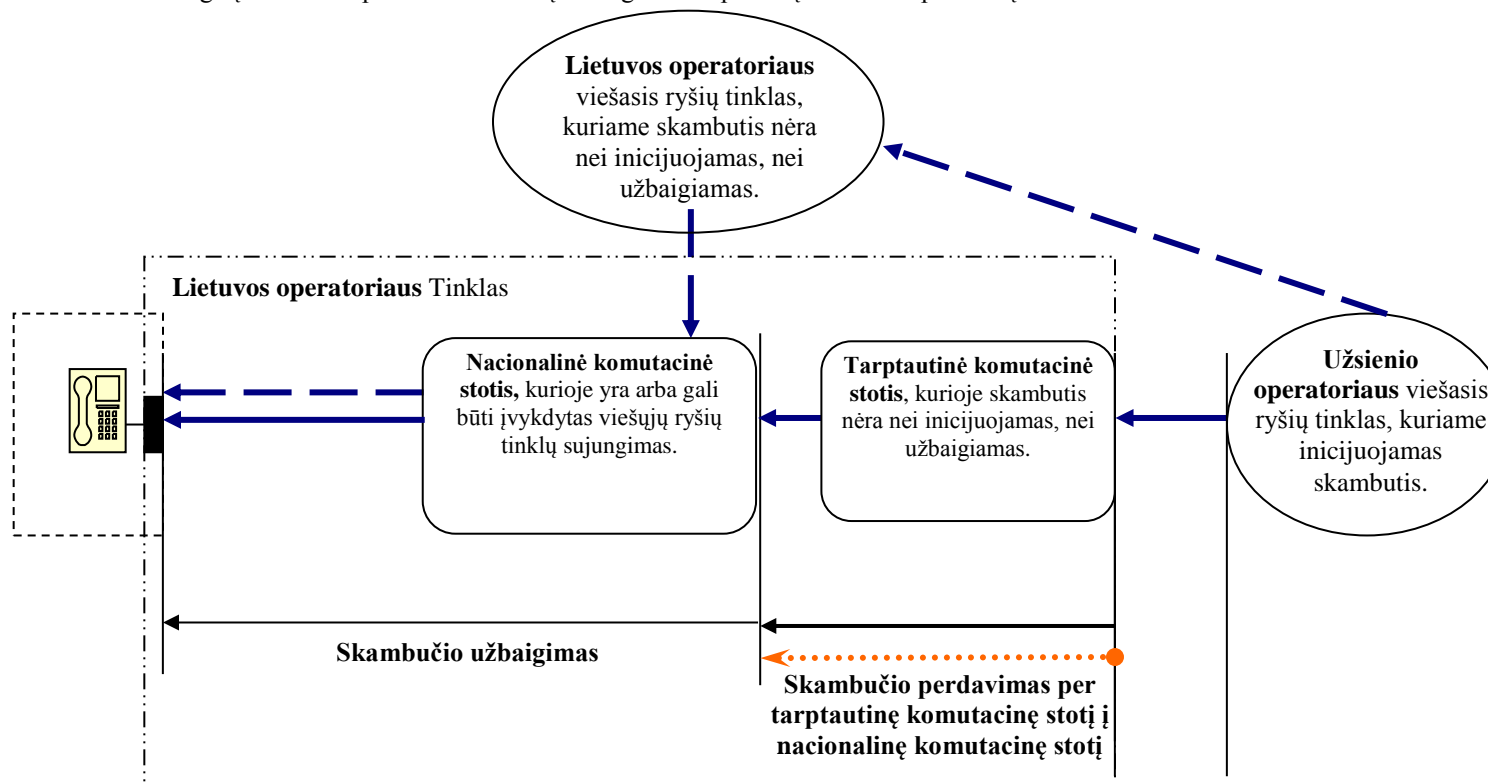 Lietuvos operatoriaus
viešasis ryšių tinklas,
kuriame skambutis nėra
nei inicijuojamas, nei
užbaigiamas.
Lietuvos operatoriaus Tinklas
Nacionalinė komutacinė
stotis, kurioje yra arba gali
būti įvykdytas viešųjų ryšių
tinklų sujungimas.
Tarptautinė komutacinė
stotis, kurioje skambutis
nėra nei inicijuojamas, nei
užbaigiamas.
Užsienio
operatoriaus viešasis
ryšių tinklas, kuriame
inicijuojamas
skambutis.
Skambučio užbaigimas
Skambučio perdavimas per
tarptautinę komutacinę stotį į
nacionalinę komutacinę stotį